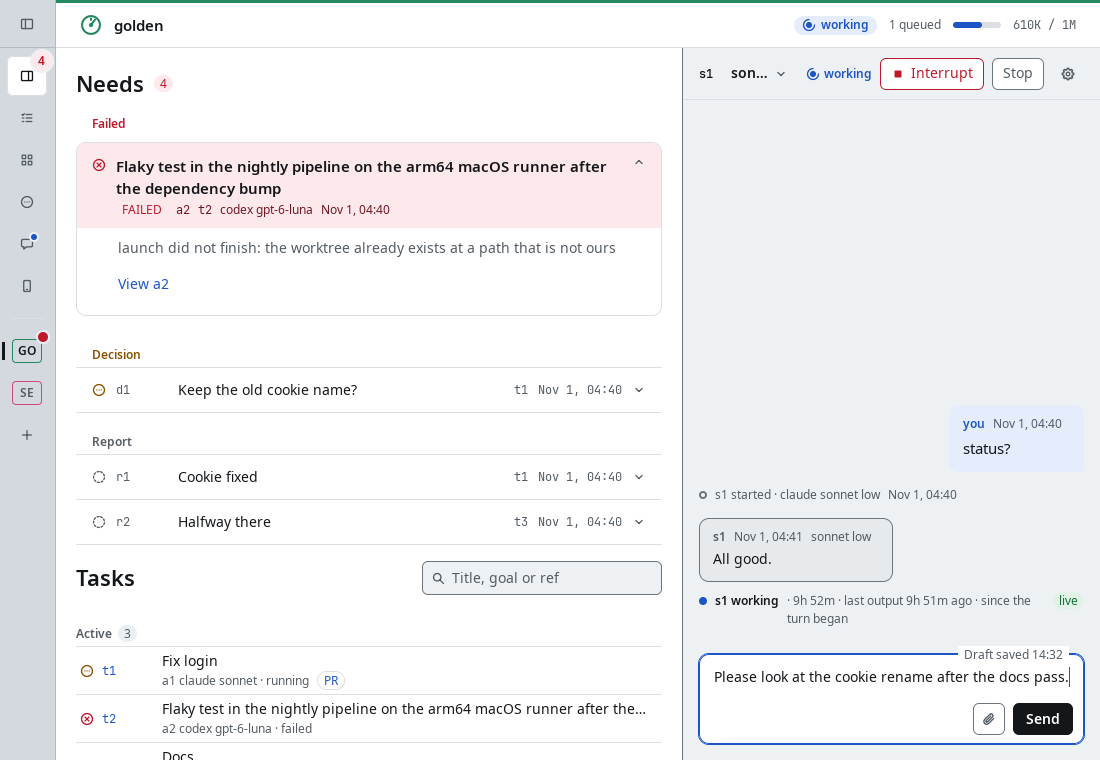 golden
working
1 queued
610K / 1M
4
GO
SE
Needs 4
Failed
Flaky test in the nightly pipeline on the arm64 macOS runner after
the dependency bump
FAILED a2 t2 codex gpt-6-luna Nov 1, 04:40
launch did not finish: the worktree already exists at a path that is not ours
View a2
Decision
d1 Keep the old cookie name? t1 Nov 1, 04:40
Report
r1 Cookie fixed t1 Nov 1, 04:40
r2 Halfway there t3 Nov 1, 04:40
Tasks
Title, goal or ref
Active 3
t1 Fix login
a1 claude sonnet · running PR
t2 Flaky test in the nightly pipeline on the arm64 macOS runner after the...
a2 codex gpt-6-luna · failed
Docs
s1 son... working Interrupt Stop
you Nov 1, 04:40
status?
s1 started · claude sonnet low Nov 1, 04:40
s1 Nov 1, 04:41 sonnet low
All good.
s1 working · 9h 52m · last output 9h 51m ago · since the
turn began
live
Draft saved 14:32
Please look at the cookie rename after the docs pass.
Send